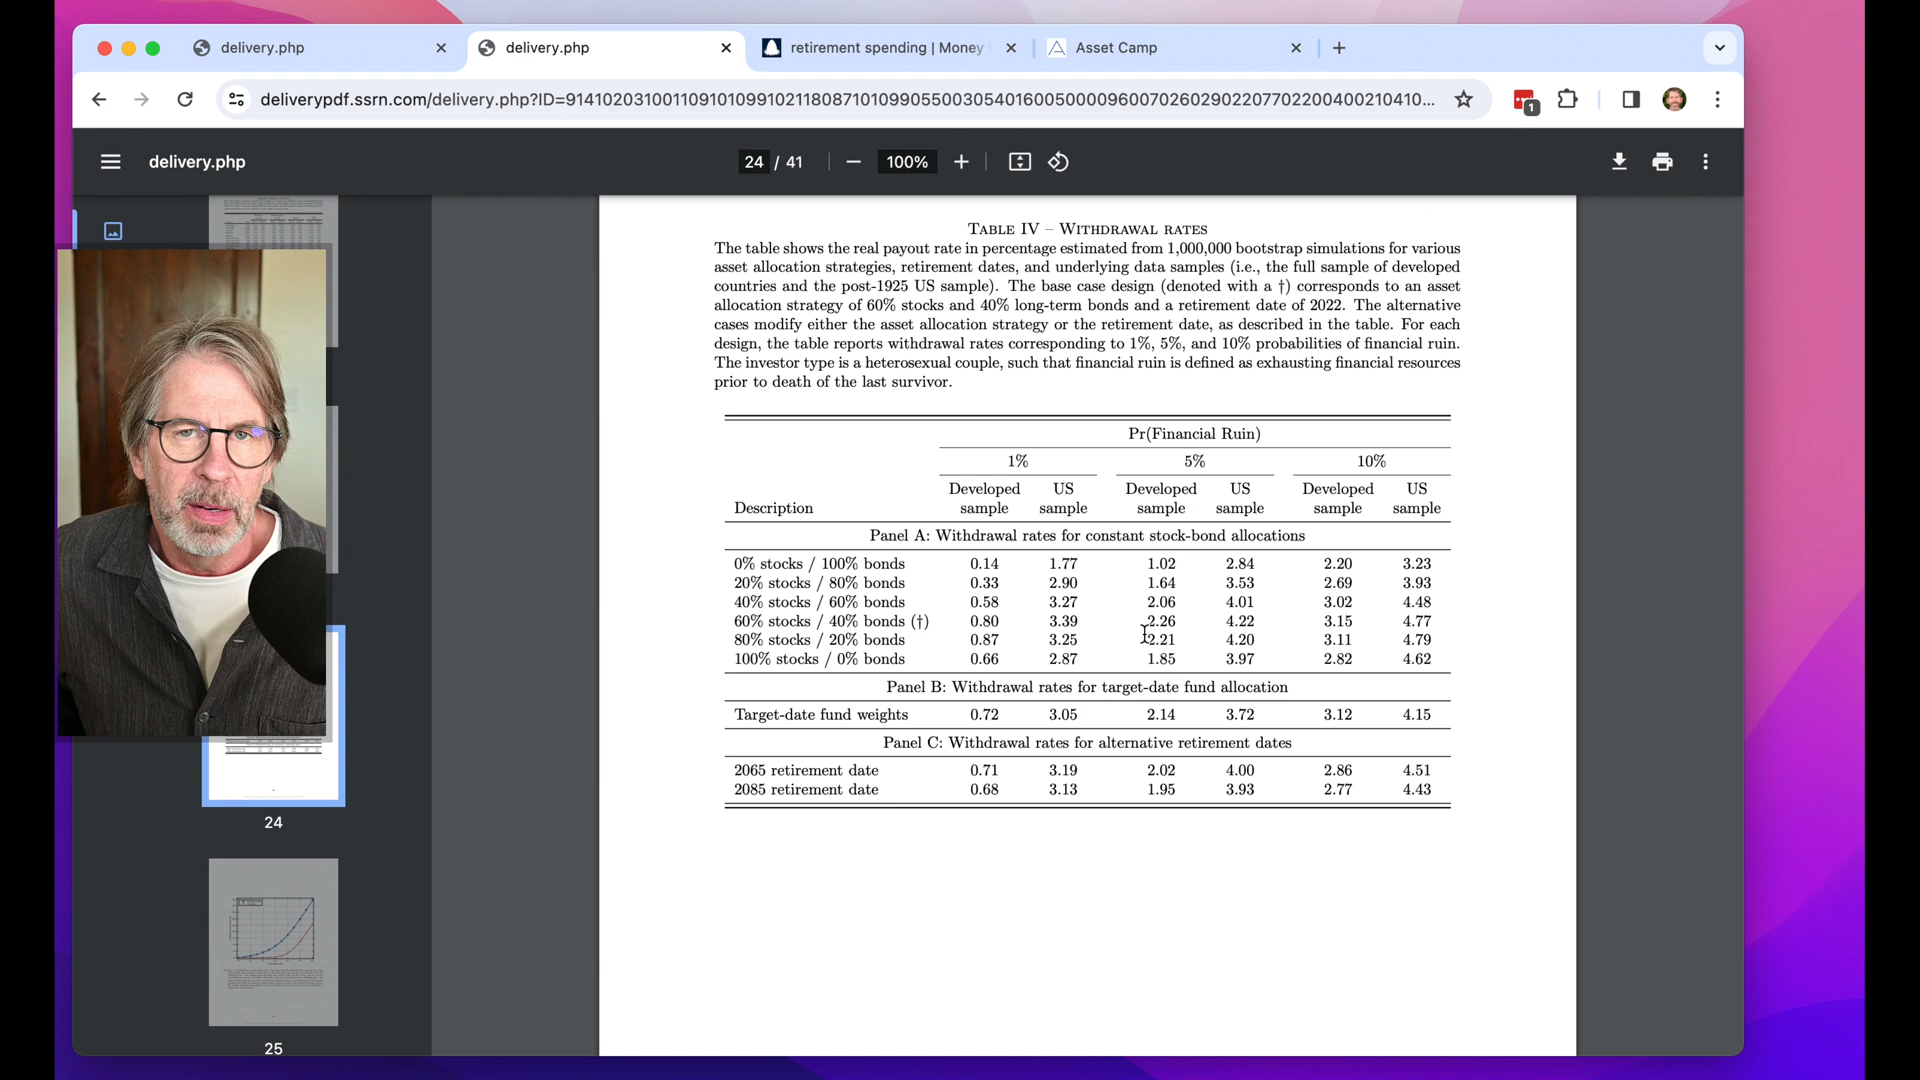 delivery.php
delivery.php
retirement spending | Money
Asset Camp
deliverypdf.ssrn.com/delivery.php?ID=9141020310011091010991021180871010990550030540160050000960070260290220770220040021041​0...
1
delivery.php
24 / 41
100%
TABLE IV – WITHDRAWAL RATES
The table shows the real payout rate in percentage estimated from 1,000,000 bootstrap simulations for various
asset allocation strategies, retirement dates, and underlying data samples (i.e., the full sample of developed
countries and the post-1925 US sample). The base case design (denoted with a †) corresponds to an asset
allocation strategy of 60% stocks and 40% long-term bonds and a retirement date of 2022. The alternative
cases modify either the asset allocation strategy or the retirement date, as described in the table. For each
design, the table reports withdrawal rates corresponding to 1%, 5%, and 10% probabilities of financial ruin.
The investor type is a heterosexual couple, such that financial ruin is defined as exhausting financial resources
prior to death of the last survivor.
Pr(Financial Ruin)
1% 5% 10%
Developed US Developed US Developed US
Description sample sample sample sample sample sample
Panel A: Withdrawal rates for constant stock-bond allocations
0% stocks / 100% bonds 0.14 1.77 1.02 2.84 2.20 3.23
20% stocks / 80% bonds 0.33 2.90 1.64 3.53 2.69 3.93
40% stocks / 60% bonds 0.58 3.27 2.06 4.01 3.02 4.48
60% stocks / 40% bonds (†) 0.80 3.39 2.26 4.22 3.15 4.77
80% stocks / 20% bonds 0.87 3.25 2.21 4.20 3.11 4.79
100% stocks / 0% bonds 0.66 2.87 1.85 3.97 2.82 4.62
Panel B: Withdrawal rates for target-date fund allocation
Target-date fund weights 0.72 3.05 2.14 3.72 3.12 4.15
Panel C: Withdrawal rates for alternative retirement dates
2065 retirement date 0.71 3.19 2.02 4.00 2.86 4.51
2085 retirement date 0.68 3.13 1.95 3.93 2.77 4.43
24
25